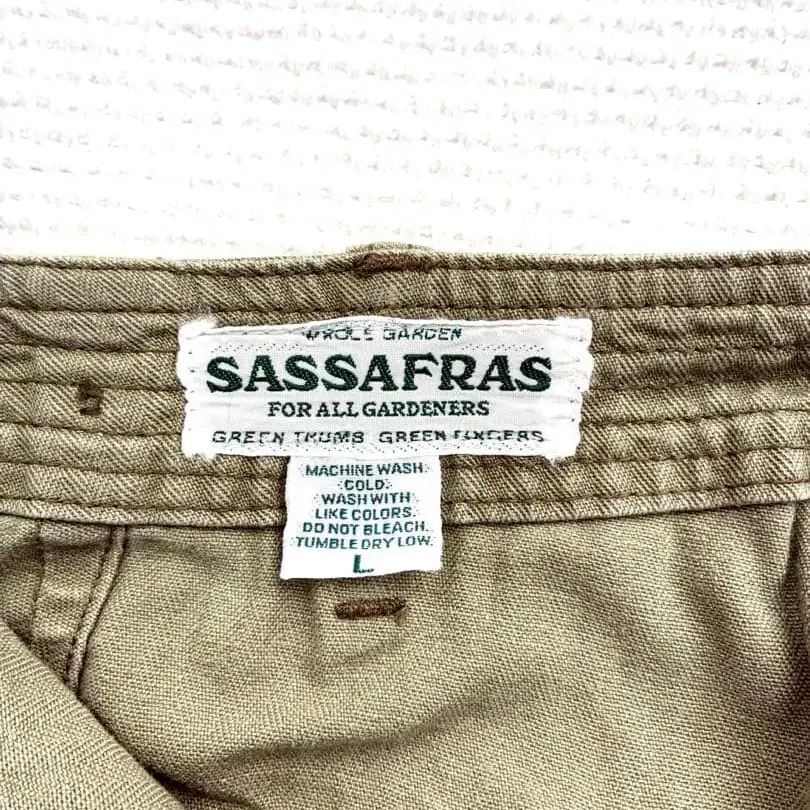 WHOLE GARDEN
SASSAFRAS
FOR ALL GARDENERS
GREEN THUMB GREEN FINGERS
MACHINE WASH
COLD.
WASH WITH
LIKE COLORS.
DO NOT BLEACH.
TUMBLE DRY LOW.
L